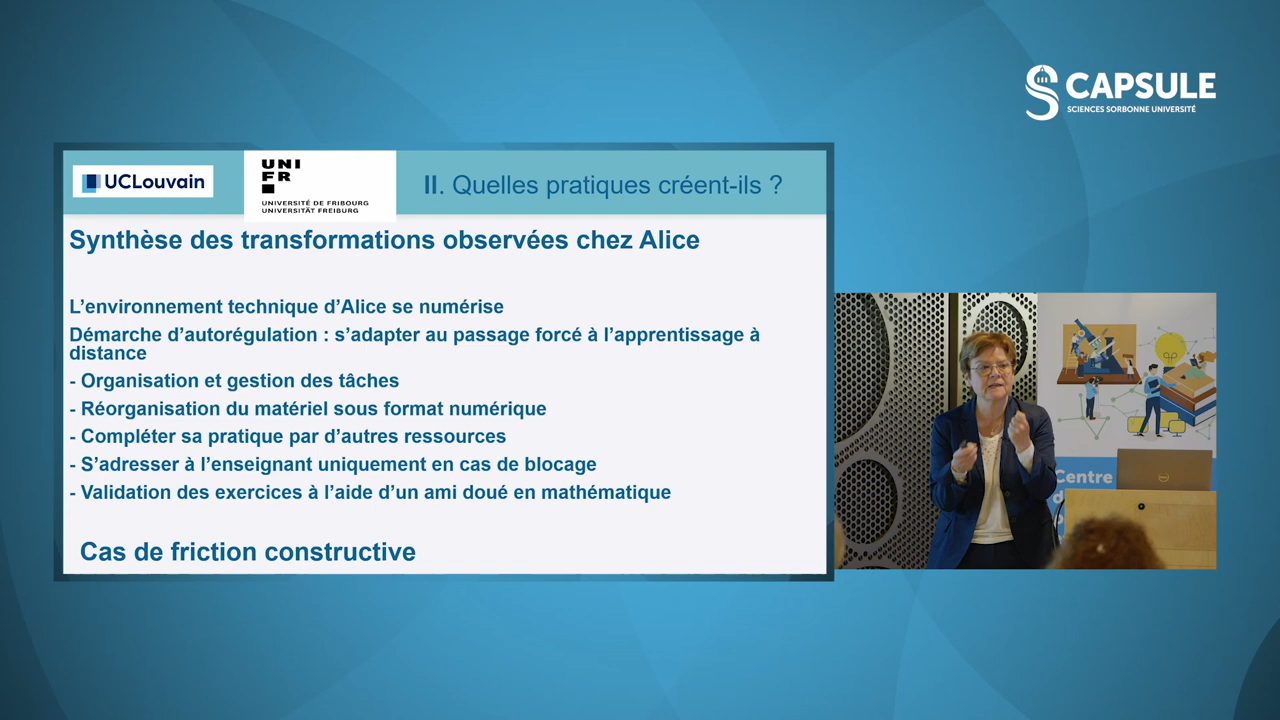 CAPSULE
SCIENCES SORBONNE UNIVERSITÉ
UCLouvain
UNI
FR
UNIVERSITÉ DE FRIBOURG
UNIVERSITÄT FREIBURG
II. Quelles pratiques créent-ils ?
Synthèse des transformations observées chez Alice
L'environnement technique d'Alice se numérise
Démarche d'autorégulation : s'adapter au passage forcé à l'apprentissage à
distance
- Organisation et gestion des tâches
- Réorganisation du matériel sous format numérique
- Compléter sa pratique par d'autres ressources
- S'adresser à l'enseignant uniquement en cas de blocage
- Validation des exercices à l'aide d'un ami doué en mathématique
Cas de friction constructive
Centre